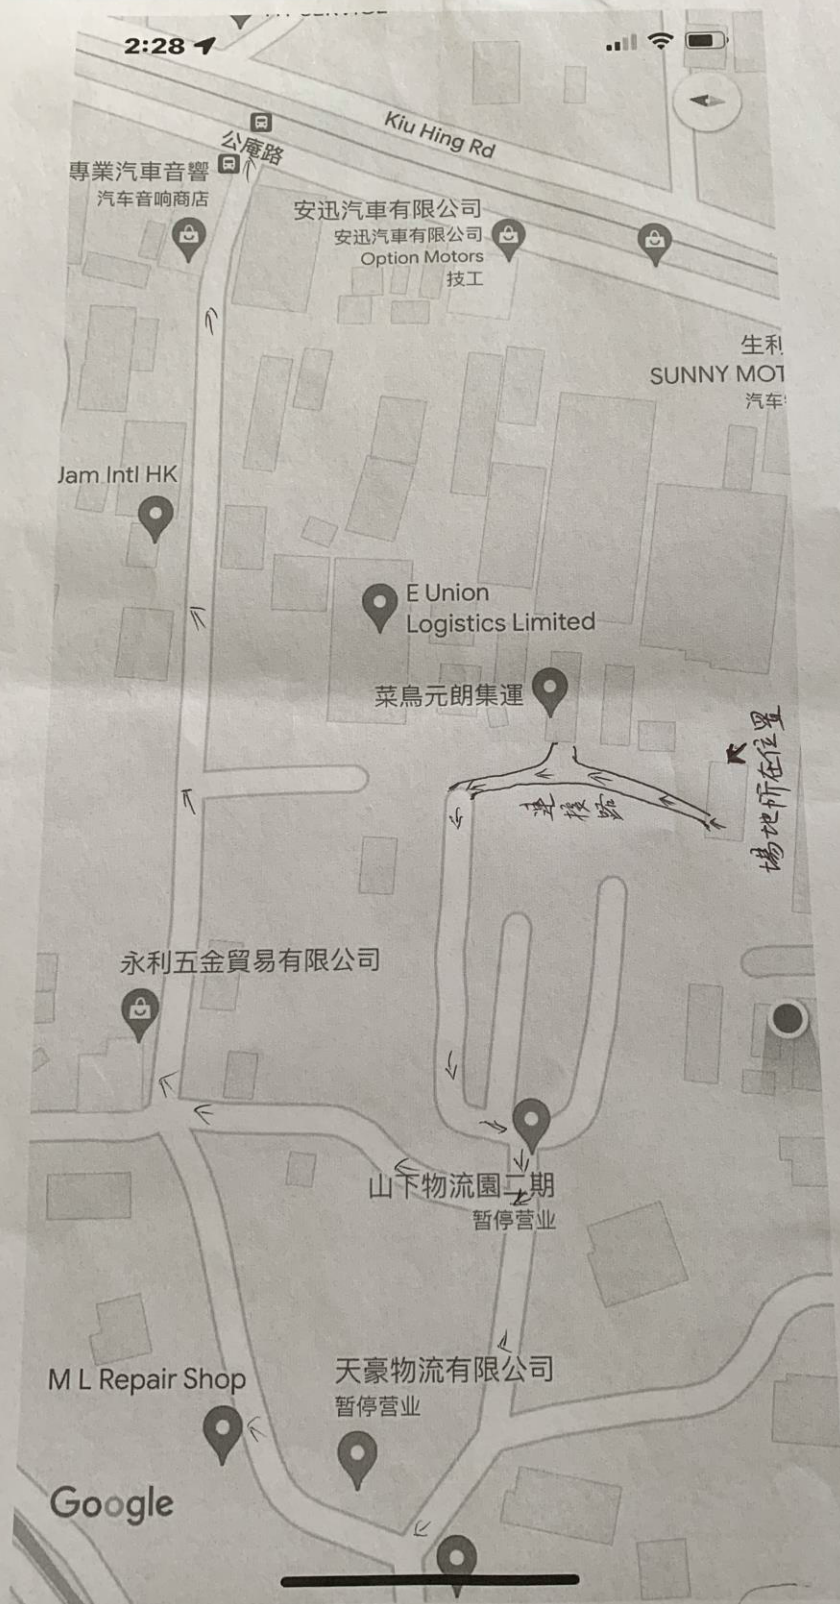 2:28
Kiu Hing Rd
公庵路
專業汽車音響
汽车音响商店
安迅汽車有限公司
安迅汽車有限公司
Option Motors
技工
生利
SUNNY MOT
汽车
Jam Intl HK
E Union
Logistics Limited
菜鳥元朗集運
場地所在位置
連接路
永利五金貿易有限公司
山下物流園二期
暂停营业
天豪物流有限公司
暂停营业
M L Repair Shop
Google